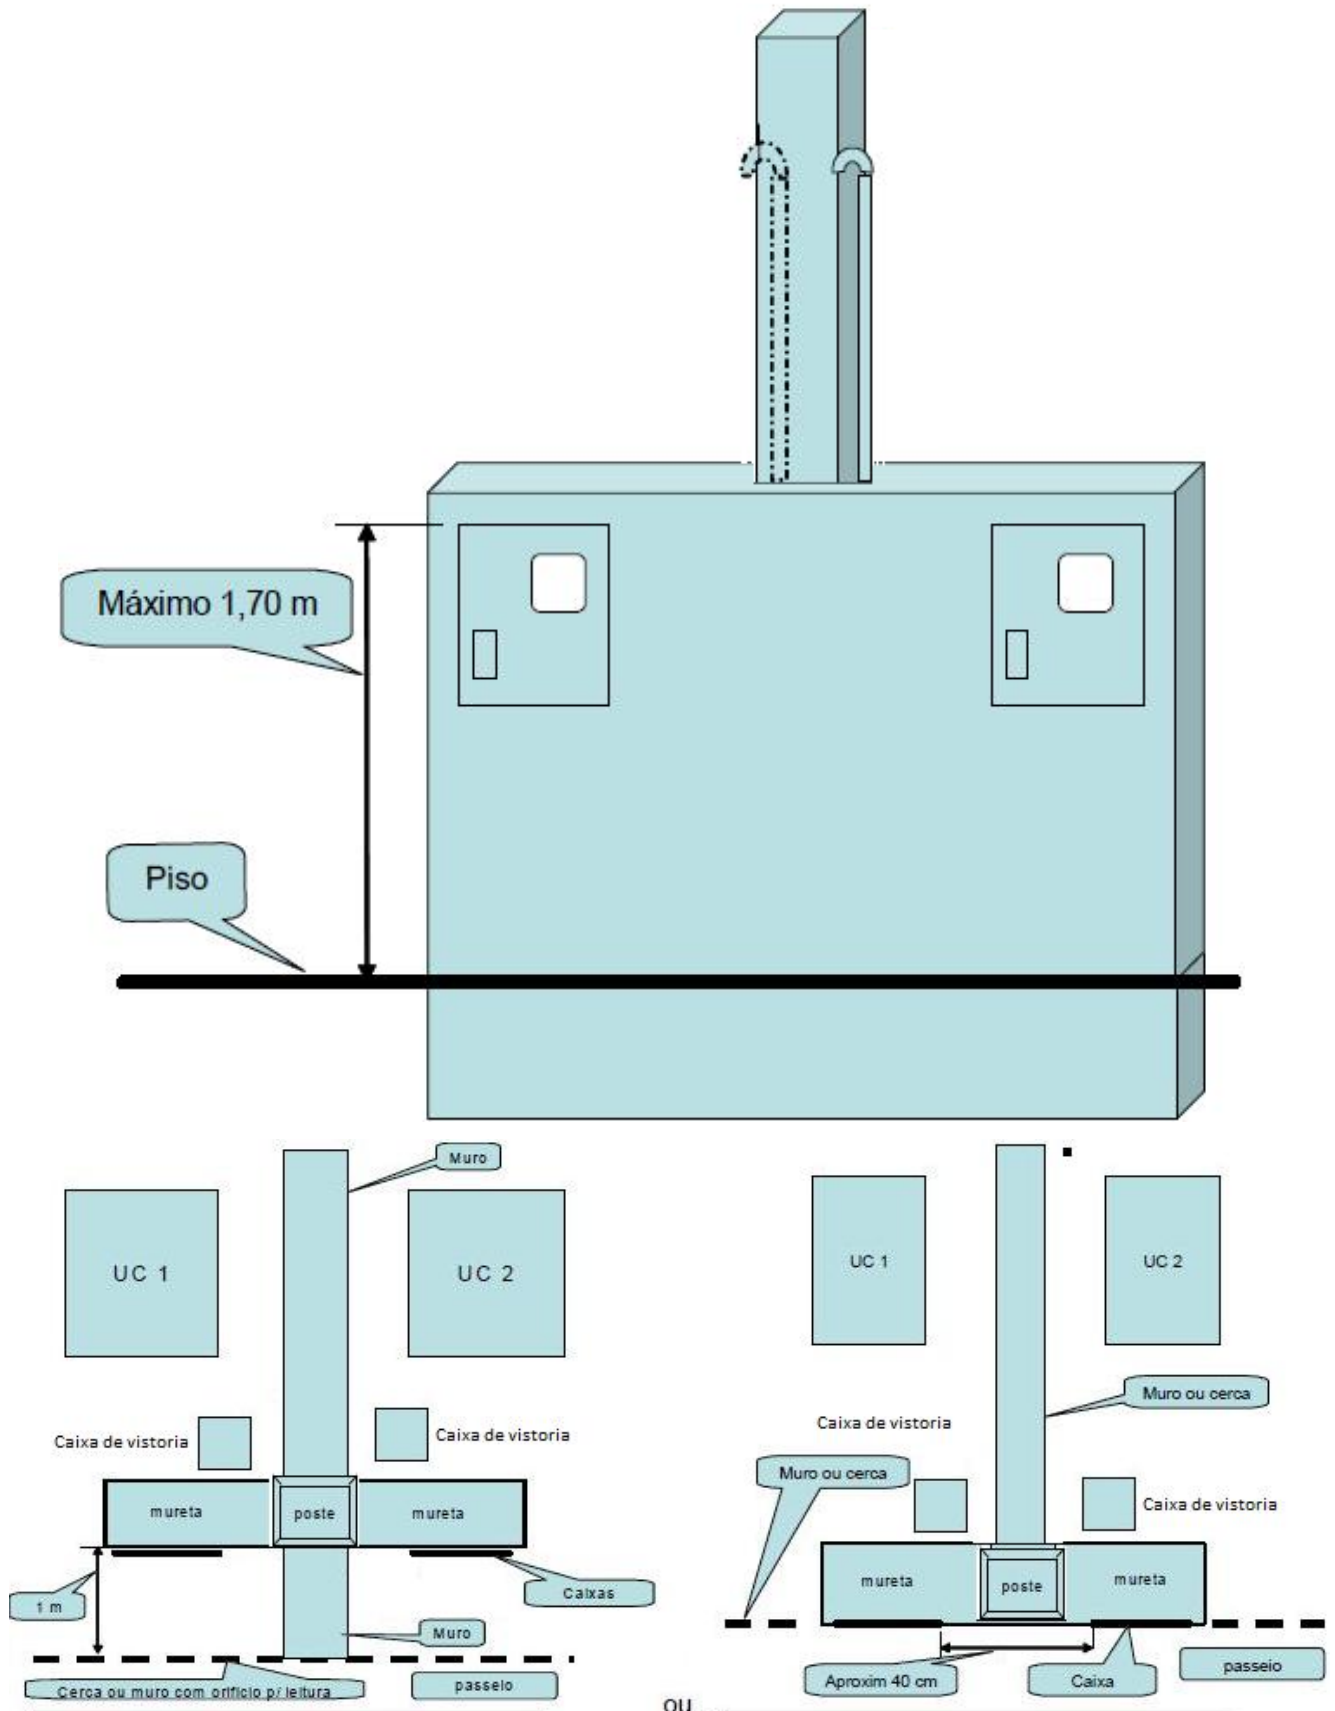 Máximo 1,70 m
Piso
Muro
UC 1
UC 2
Caixa de vistoria
Caixa de vistoria
mureta
poste
mureta
1 m
Caixas
Muro
Cerca ou muro com orifício p/ leitura
passeio
ou
UC 1
UC 2
Muro ou cerca
Caixa de vistoria
Muro ou cerca
Caixa de vistoria
mureta
poste
mureta
Aproxim 40 cm
Caixa
passeio